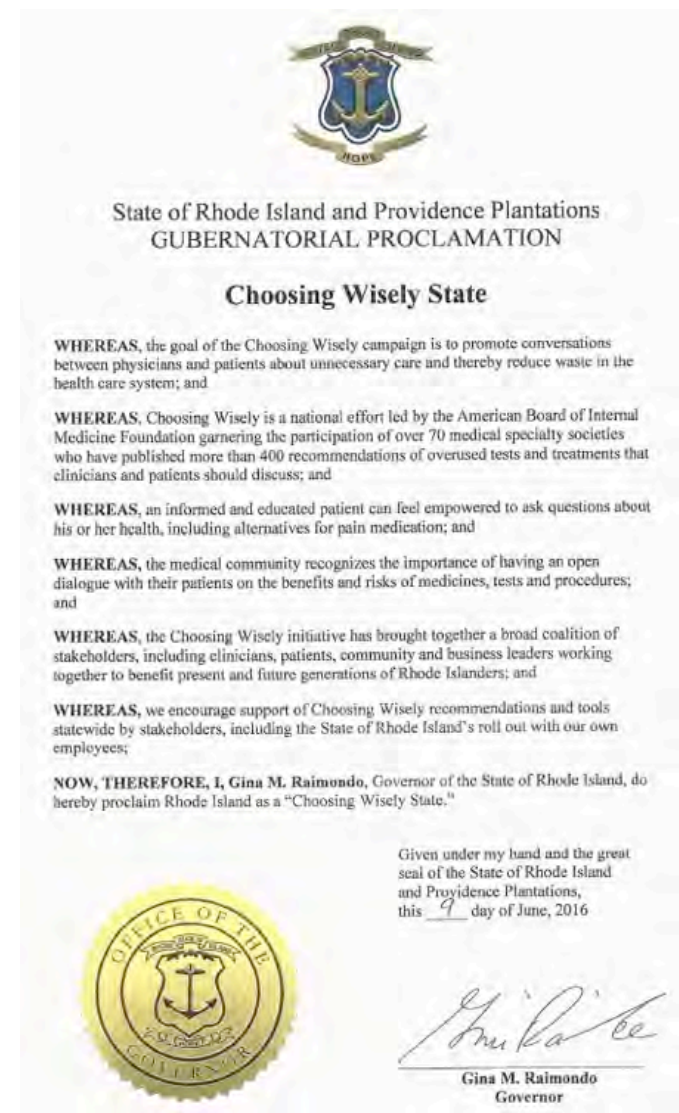 HOPE
State of Rhode Island and Providence Plantations
GUBERNATORIAL PROCLAMATION
Choosing Wisely State
WHEREAS, the goal of the Choosing Wisely campaign is to promote conversations
between physicians and patients about unnecessary care and thereby reduce waste in the
health care system; and
WHEREAS, Choosing Wisely is a national effort led by the American Board of Internal
Medicine Foundation garnering the participation of over 70 medical specialty societies
who have published more than 400 recommendations of overused tests and treatments that
clinicians and patients should discuss; and
WHEREAS, an informed and educated patient can feel empowered to ask questions about
his or her health, including alternatives for pain medication; and
WHEREAS, the medical community recognizes the importance of having an open
dialogue with their patients on the benefits and risks of medicines, tests and procedures;
and
WHEREAS, the Choosing Wisely initiative has brought together a broad coalition of
stakeholders, including clinicians, patients, community and business leaders working
together to benefit present and future generations of Rhode Islanders; and
WHEREAS, we encourage support of Choosing Wisely recommendations and tools
statewide by stakeholders, including the State of Rhode Island's roll out with our own
employees;
NOW, THEREFORE, I, Gina M. Raimondo, Governor of the State of Rhode Island, do
hereby proclaim Rhode Island as a "Choosing Wisely State."
Given under my hand and the great
seal of the State of Rhode Island
and Providence Plantations,
this 9 day of June, 2016
OFFICE OF THE
GOVERNOR
Gina M. Raimondo
Governor